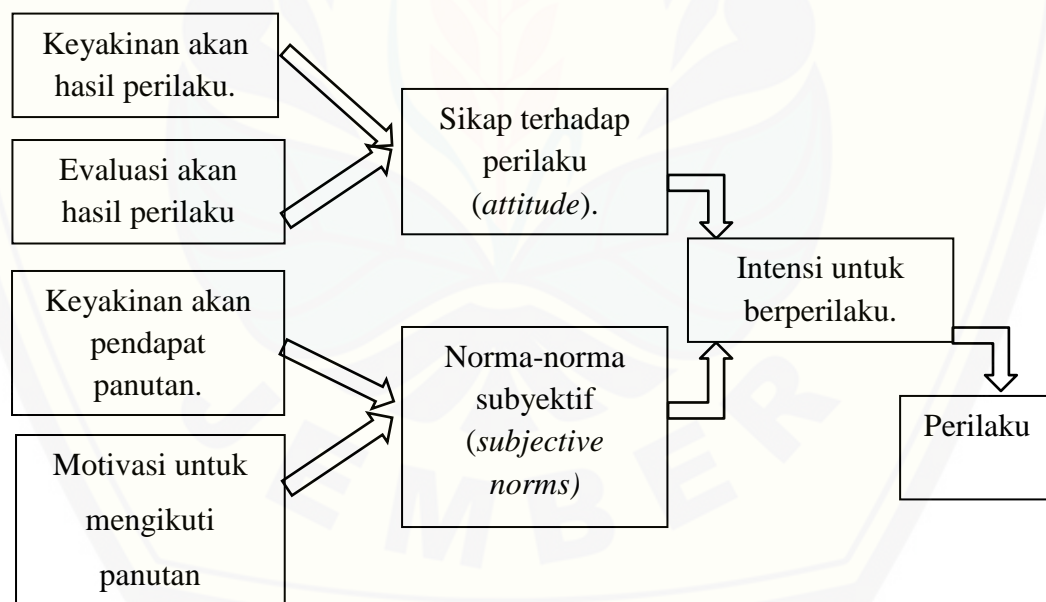 Keyakinan akan
hasil perilaku.
Evaluasi akan
hasil perilaku
Keyakinan akan
pendapat
panutan.
Motivasi untuk
mengikuti
panutan
Sikap terhadap
perilaku
(attitude).
Norma-norma
subyektif
(subjective
norms)
Intensi untuk
berperilaku.
Perilaku
EMBER